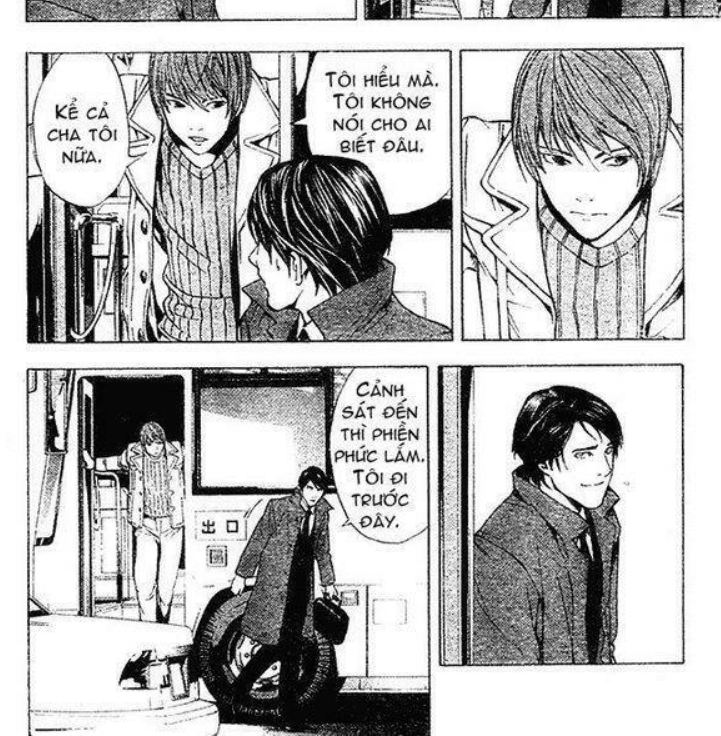 KỂ CẢ
CHA TÔI
NỮA.
TÔI HIỂU MÀ.
TÔI KHÔNG
NÓI CHO AI
BIẾT ĐÂU.
CẢNH
SÁT ĐẾN
THÌ PHIỀN
PHỨC LẮM.
TÔI ĐI
TRƯỚC
ĐÂY.
出口